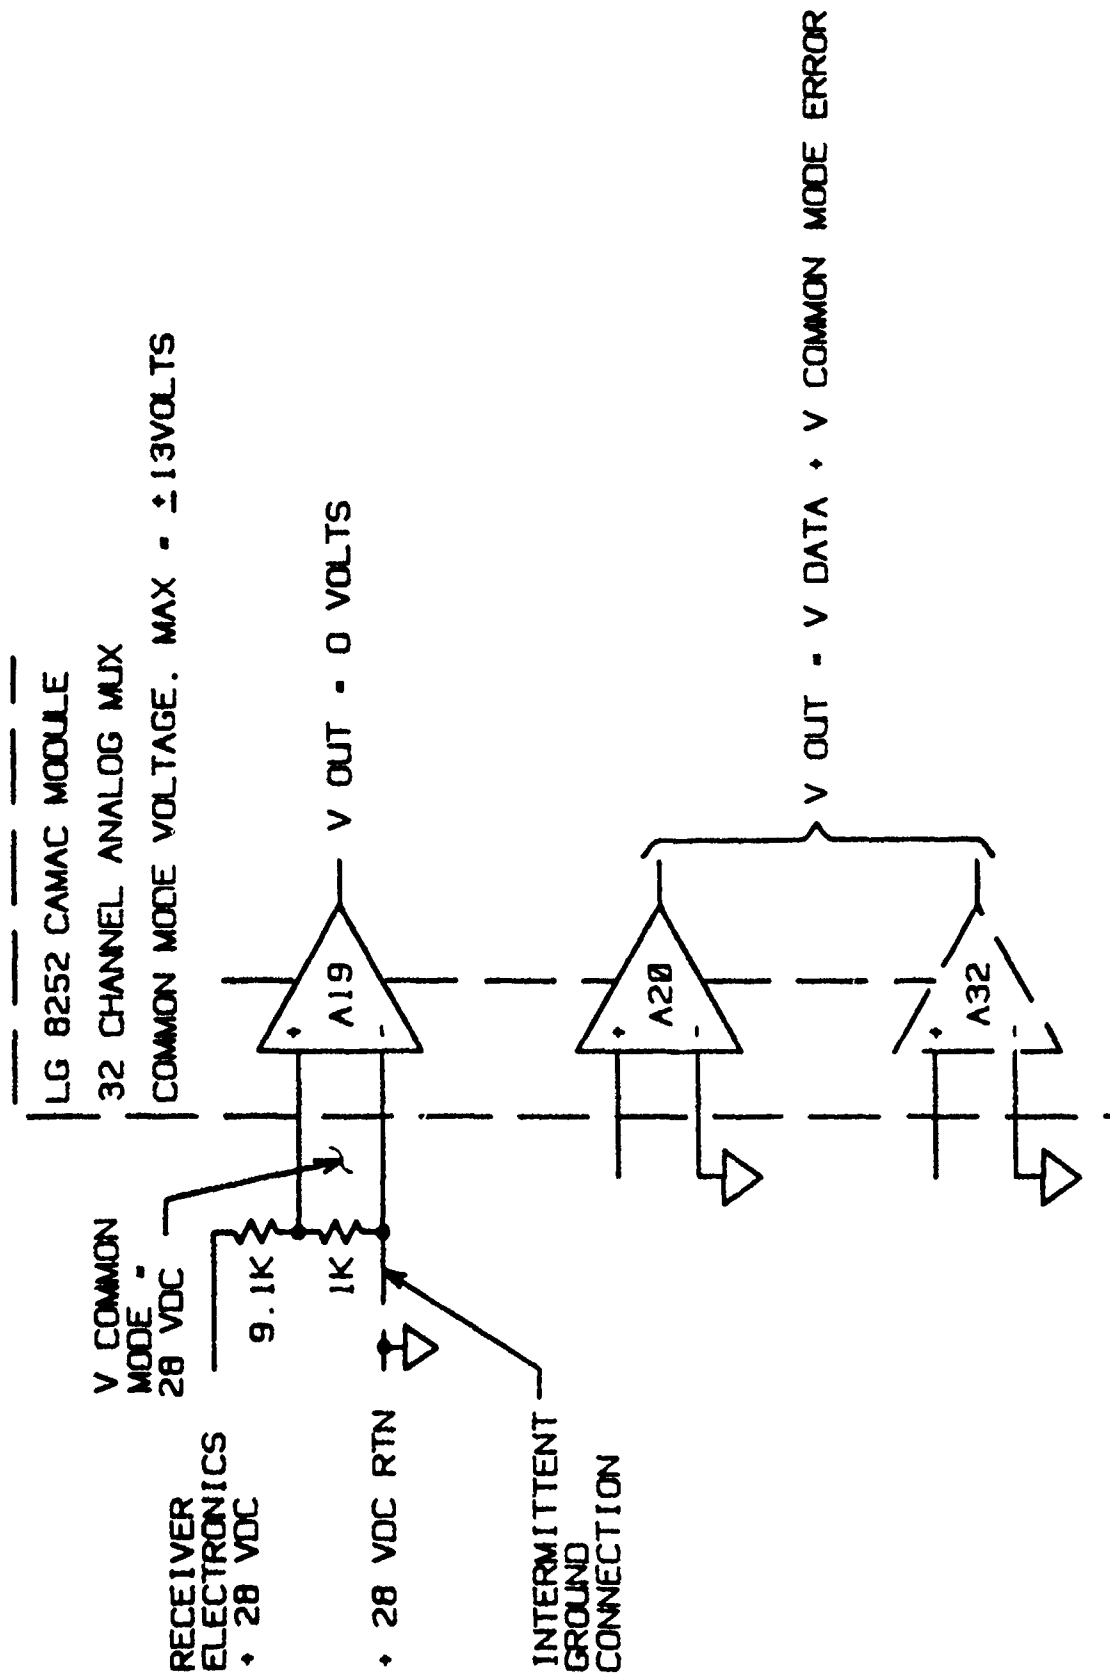 LG 8252 CAMAC MODULE
32 CHANNEL ANALOG MUX
COMMON MODE VOLTAGE. MAX = ±13VOLTS
V COMMON
MODE =
28 VDC
RECEIVER
ELECTRONICS
+ 28 VDC
9.1K
1K
+
-
A19
V OUT = 0 VOLTS
+ 28 VDC RTN
INTERMITTENT
GROUND
CONNECTION
+
-
A20
V OUT = V DATA + V COMMON MODE ERROR
+
-
A32